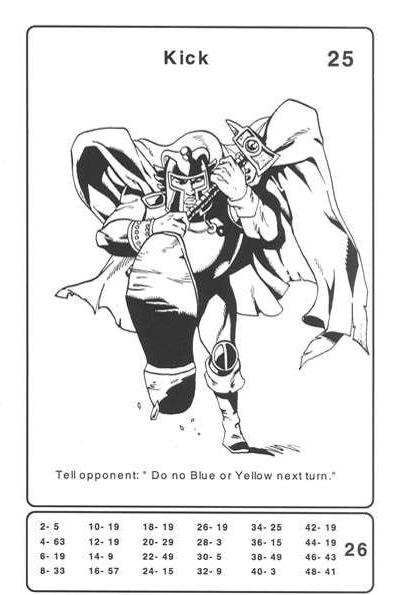 Kick 25
Tell opponent: " Do no Blue or Yellow next turn."
2- 5 10- 19 18- 19 26- 19 34- 25 42- 19
4- 63 12- 19 20- 29 28- 3 36- 15 44- 19
6- 19 14- 9 22- 49 30- 5 38- 49 46- 43
8- 33 16- 57 24- 15 32- 9 40- 3 48- 41
26